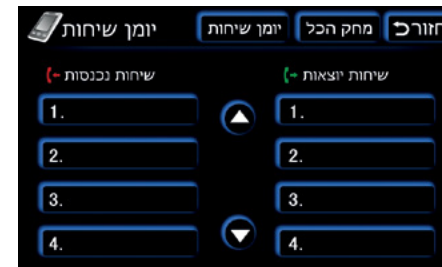 חזור מחק הכל יומן שיחות יומן שיחות
שיחות יוצאות שיחות נכנסות
1. 1.
2. 2.
3. 3.
4. 4.